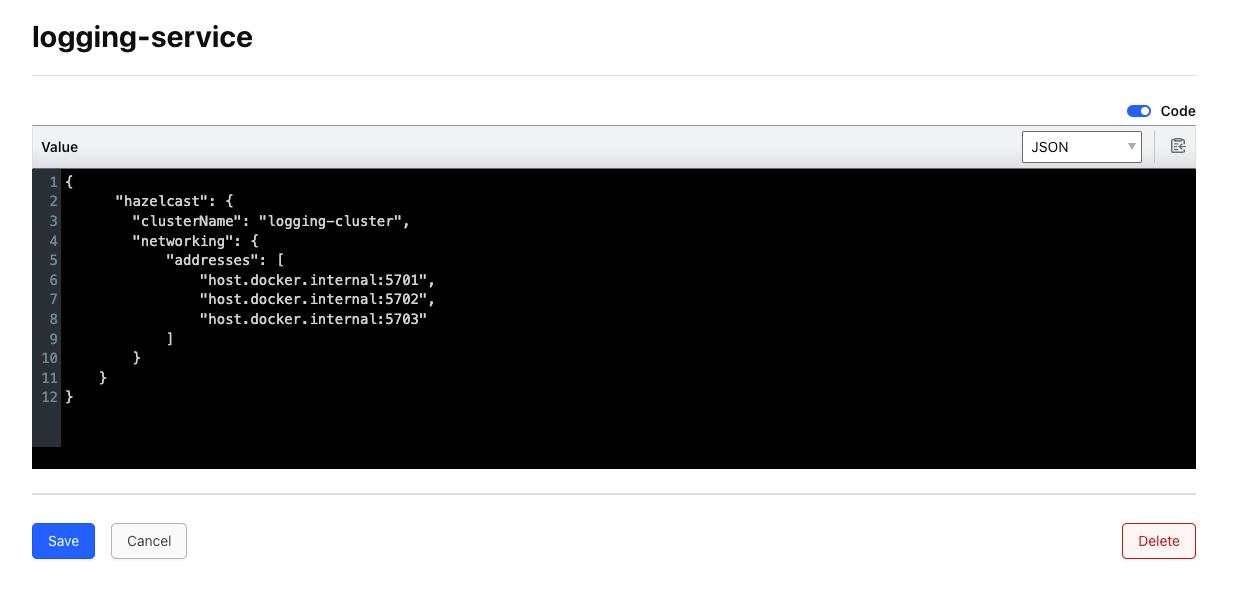 logging-service
Code
Value
JSON
1 {
2       "hazelcast": {
3         "clusterName": "logging-cluster",
4         "networking": {
5             "addresses": [
6                 "host.docker.internal:5701",
7                 "host.docker.internal:5702",
8                 "host.docker.internal:5703"
9             ]
10         }
11     }
12 }
Save
Cancel
Delete